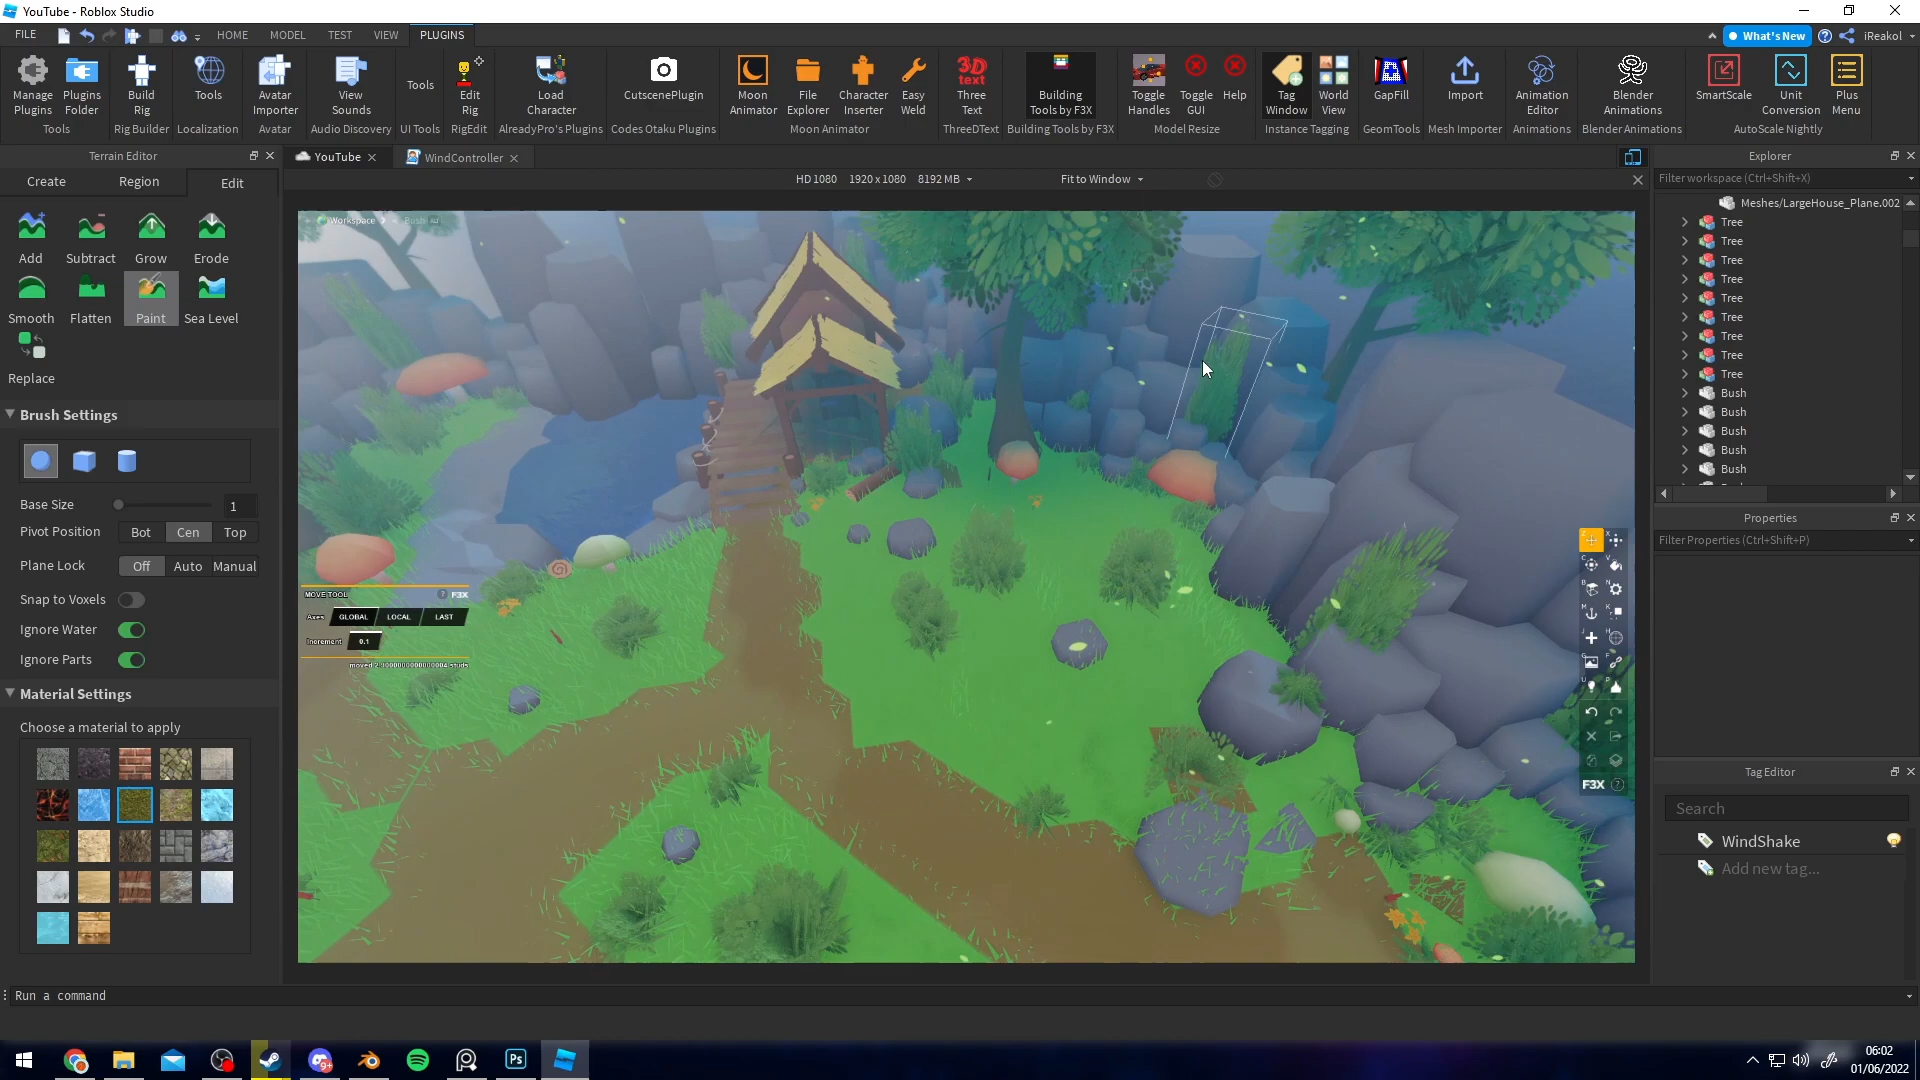 YouTube - Roblox Studio
FILE
HOME
MODEL
TEST
VIEW
PLUGINS
What's New
iReakol
Manage Plugins
Plugins Folder
Tools
Build Rig
Rig Builder
Tools
Localization
Avatar Importer
Avatar
View Sounds
Audio Discovery
Tools
UI Tools
Edit Rig
RigEdit
Load Character
AlreadyPro's Plugins
CutscenePlugin
Codes Otaku Plugins
Moon Animator
File Explorer
Character Inserter
Easy Weld
Moon Animator
3D text
Three Text
ThreeDText
Building Tools by F3X
Building Tools by F3X
Toggle Handles
Toggle GUI
Help
Model Resize
Tag Window
World View
Instance Tagging
GapFill
GeomTools
Import
Mesh Importer
Animation Editor
Animations
Blender Animations
Blender Animations
SmartScale
Unit Conversion
Plus Menu
AutoScale Nightly
Terrain Editor
Create
Region
Edit
Add
Subtract
Grow
Erode
Smooth
Flatten
Paint
Sea Level
Replace
Brush Settings
Base Size
1
Pivot Position
Bot
Cen
Top
Plane Lock
Off
Auto
Manual
Snap to Voxels
Ignore Water
Ignore Parts
Material Settings
Choose a material to apply
YouTube
WindController
HD 1080 1920 x 1080 8192 MB
Fit to Window
Workspace
Bush
MOVE TOOL
F3X
Axes
GLOBAL
LOCAL
LAST
Increment
0.1
F3X
Explorer
Filter workspace (Ctrl+Shift+X)
Meshes/LargeHouse_Plane.002
Tree
Tree
Tree
Tree
Tree
Tree
Tree
Tree
Tree
Bush
Bush
Bush
Bush
Bush
Properties
Filter Properties (Ctrl+Shift+P)
Tag Editor
Search
WindShake
Add new tag...
Run a command
9+
Ps
06:02
01/06/2022